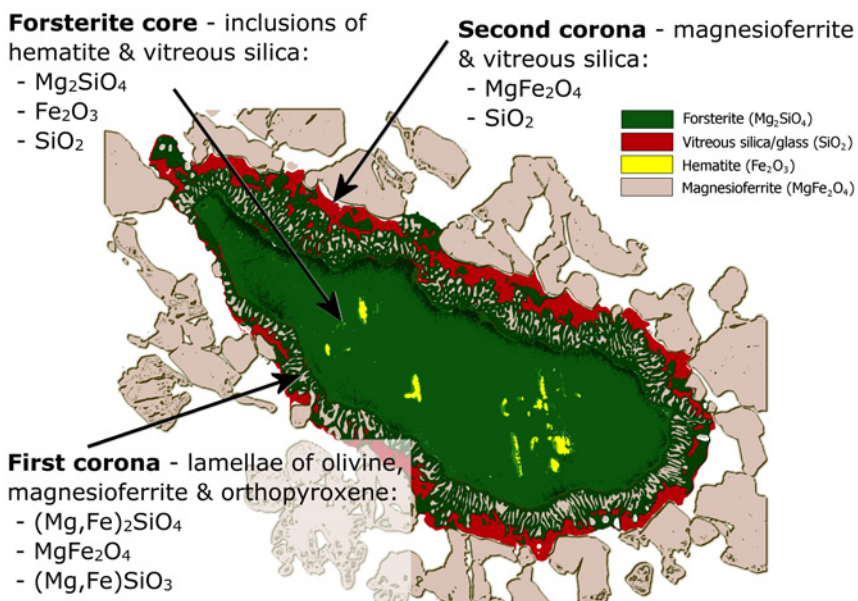 Forsterite core - inclusions of
hematite & vitreous silica:
- Mg₂SiO₄
- Fe₂O₃
- SiO₂
Second corona - magnesioferrite
& vitreous silica:
- MgFe₂O₄
- SiO₂
Forsterite (Mg₂SiO₄)
Vitreous silica/glass (SiO₂)
Hematite (Fe₂O₃)
Magnesioferrite (MgFe₂O₄)
First corona - lamellae of olivine,
magnesioferrite & orthopyroxene:
- (Mg,Fe)₂SiO₄
- MgFe₂O₄
- (Mg,Fe)SiO₃